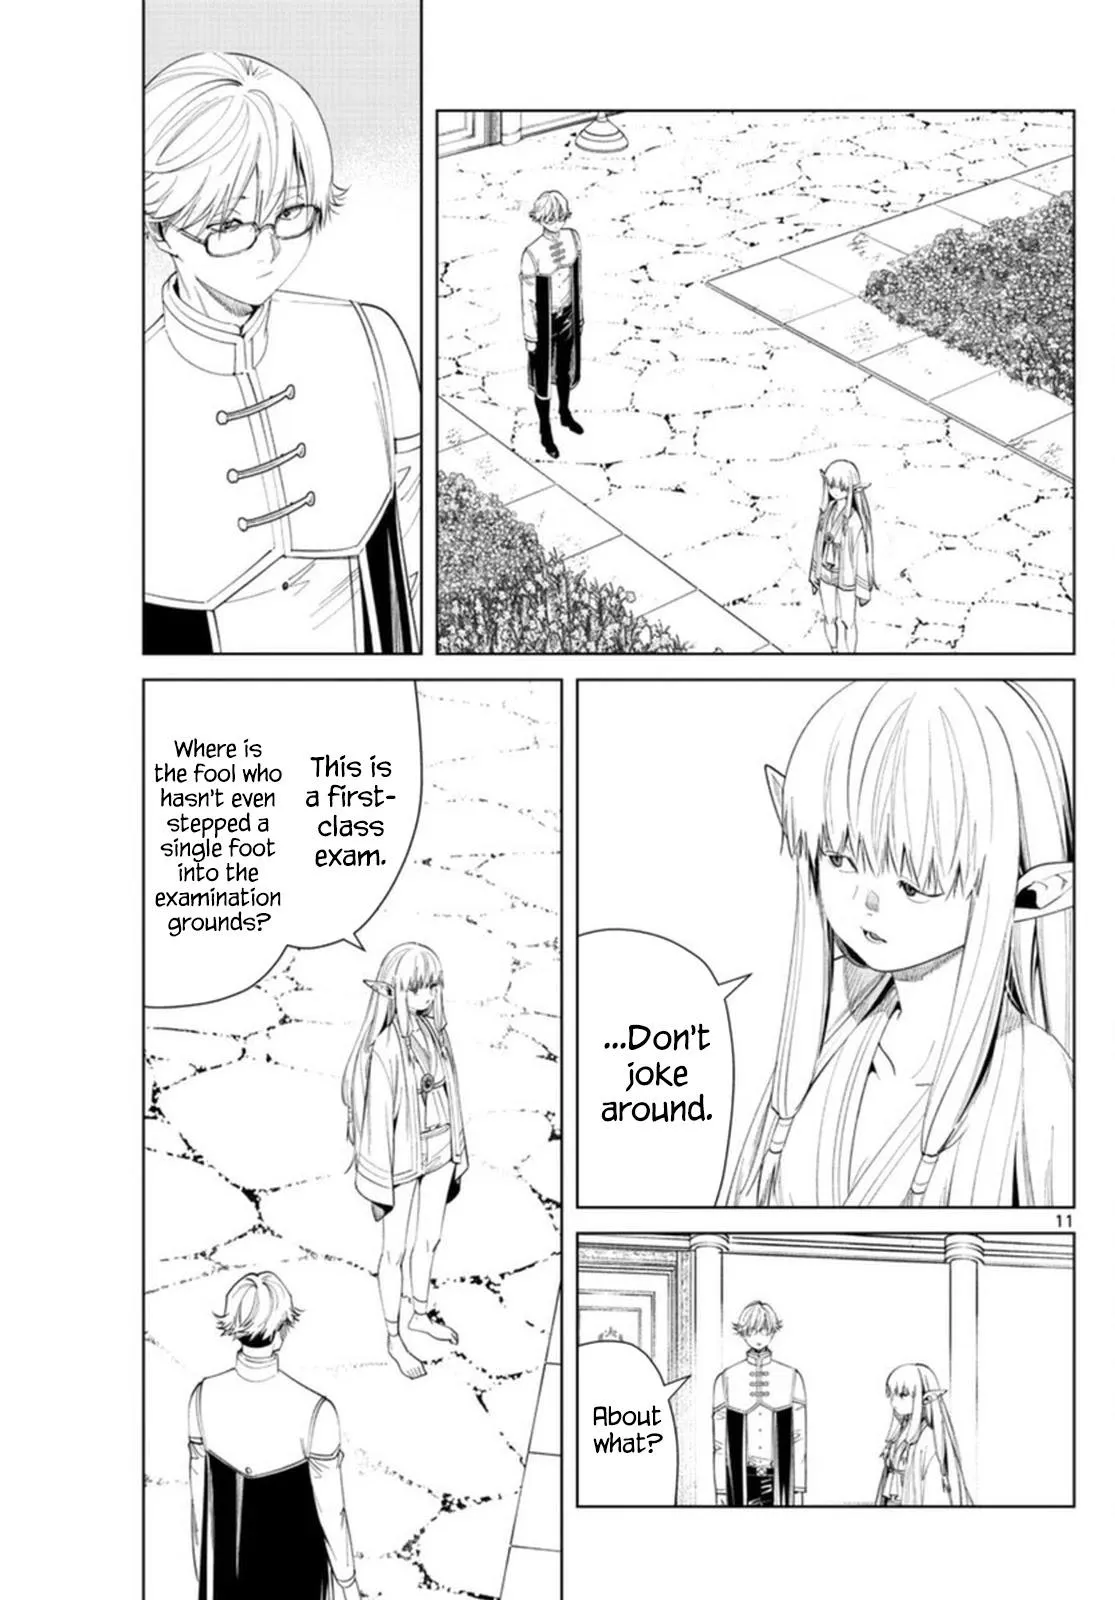 ...Don't
joke
around.
11
About
what?
This is
a first-
class
exam.
Where is
the fool who
hasn't even
stepped a
single foot
into the
examination
grounds?